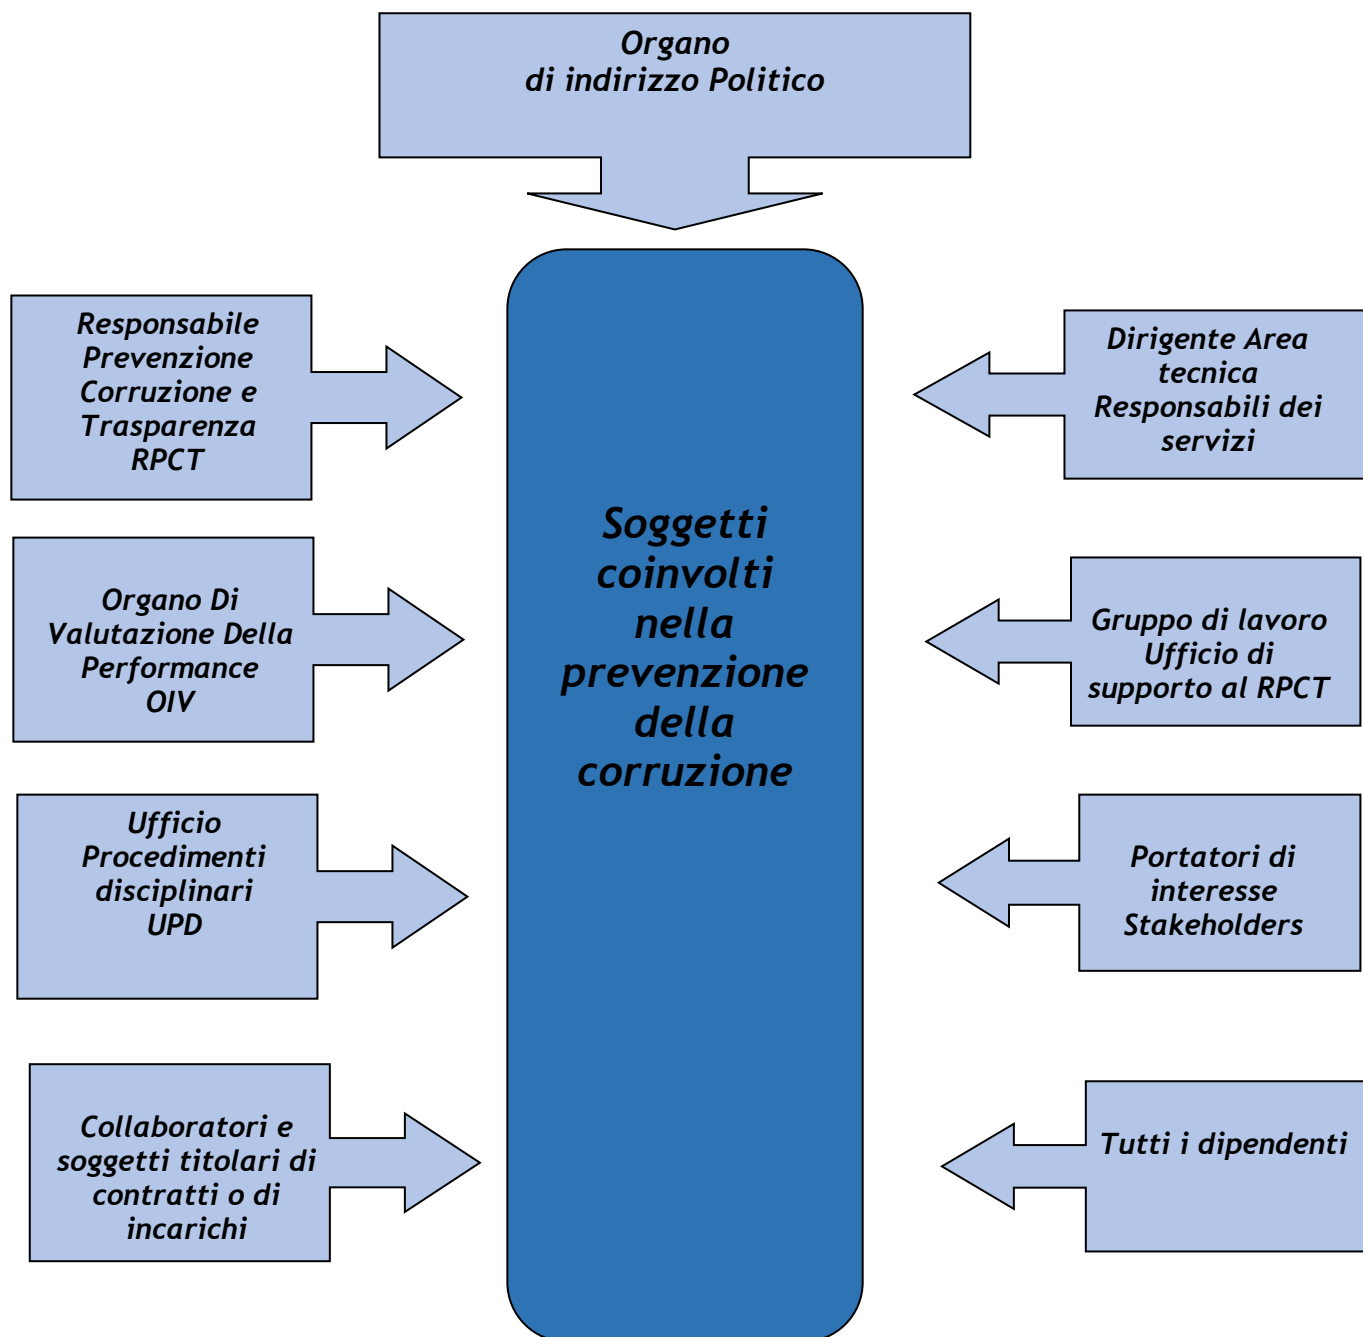 Organo
di indirizzo Politico
Responsabile
Prevenzione
Corruzione e
Trasparenza
RPCT
Organo Di
Valutazione Della
Performance
OIV
Ufficio
Procedimenti
disciplinari
UPD
Collaboratori e
soggetti titolari di
contratti o di
incarichi
Soggetti
coinvolti
nella
prevenzione
della
corruzione
Dirigente Area
tecnica
Responsabili dei
servizi
Gruppo di lavoro
Ufficio di
supporto al RPCT
Portatori di
interesse
Stakeholders
Tutti i dipendenti